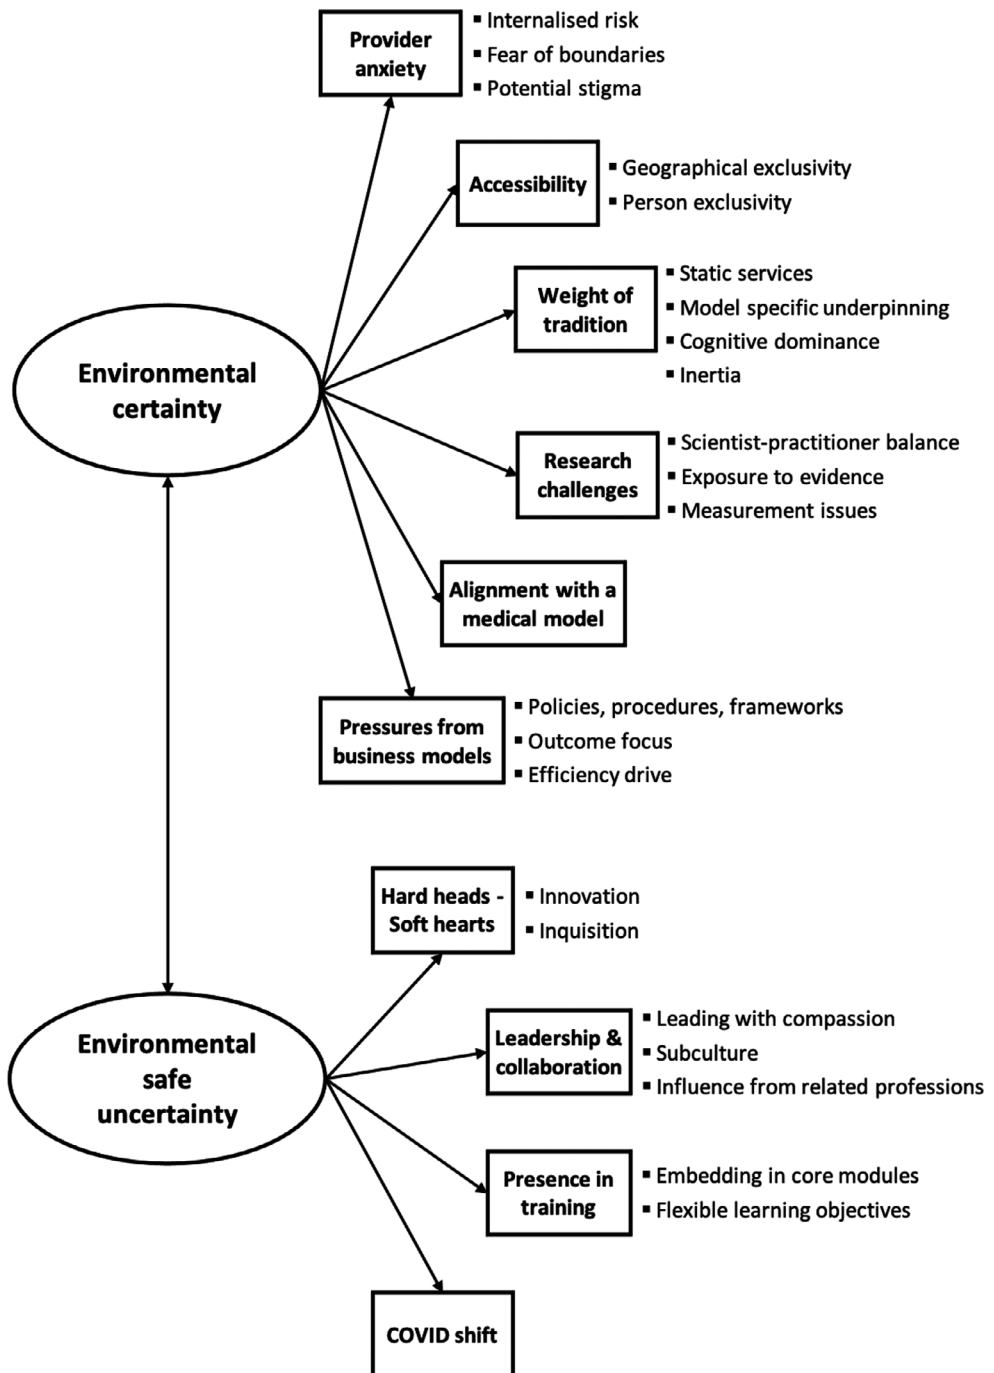 Provider
anxiety
▪ Internalised risk
▪ Fear of boundaries
▪ Potential stigma
Accessibility
▪ Geographical exclusivity
▪ Person exclusivity
Weight of
tradition
▪ Static services
▪ Model specific underpinning
▪ Cognitive dominance
▪ Inertia
Environmental
certainty
Research
challenges
▪ Scientist-practitioner balance
▪ Exposure to evidence
▪ Measurement issues
Alignment with a
medical model
Pressures from
business models
▪ Policies, procedures, frameworks
▪ Outcome focus
▪ Efficiency drive
Hard heads -
Soft hearts
▪ Innovation
▪ Inquisition
Environmental
safe
uncertainty
Leadership &
collaboration
▪ Leading with compassion
▪ Subculture
▪ Influence from related professions
Presence in
training
▪ Embedding in core modules
▪ Flexible learning objectives
COVID shift